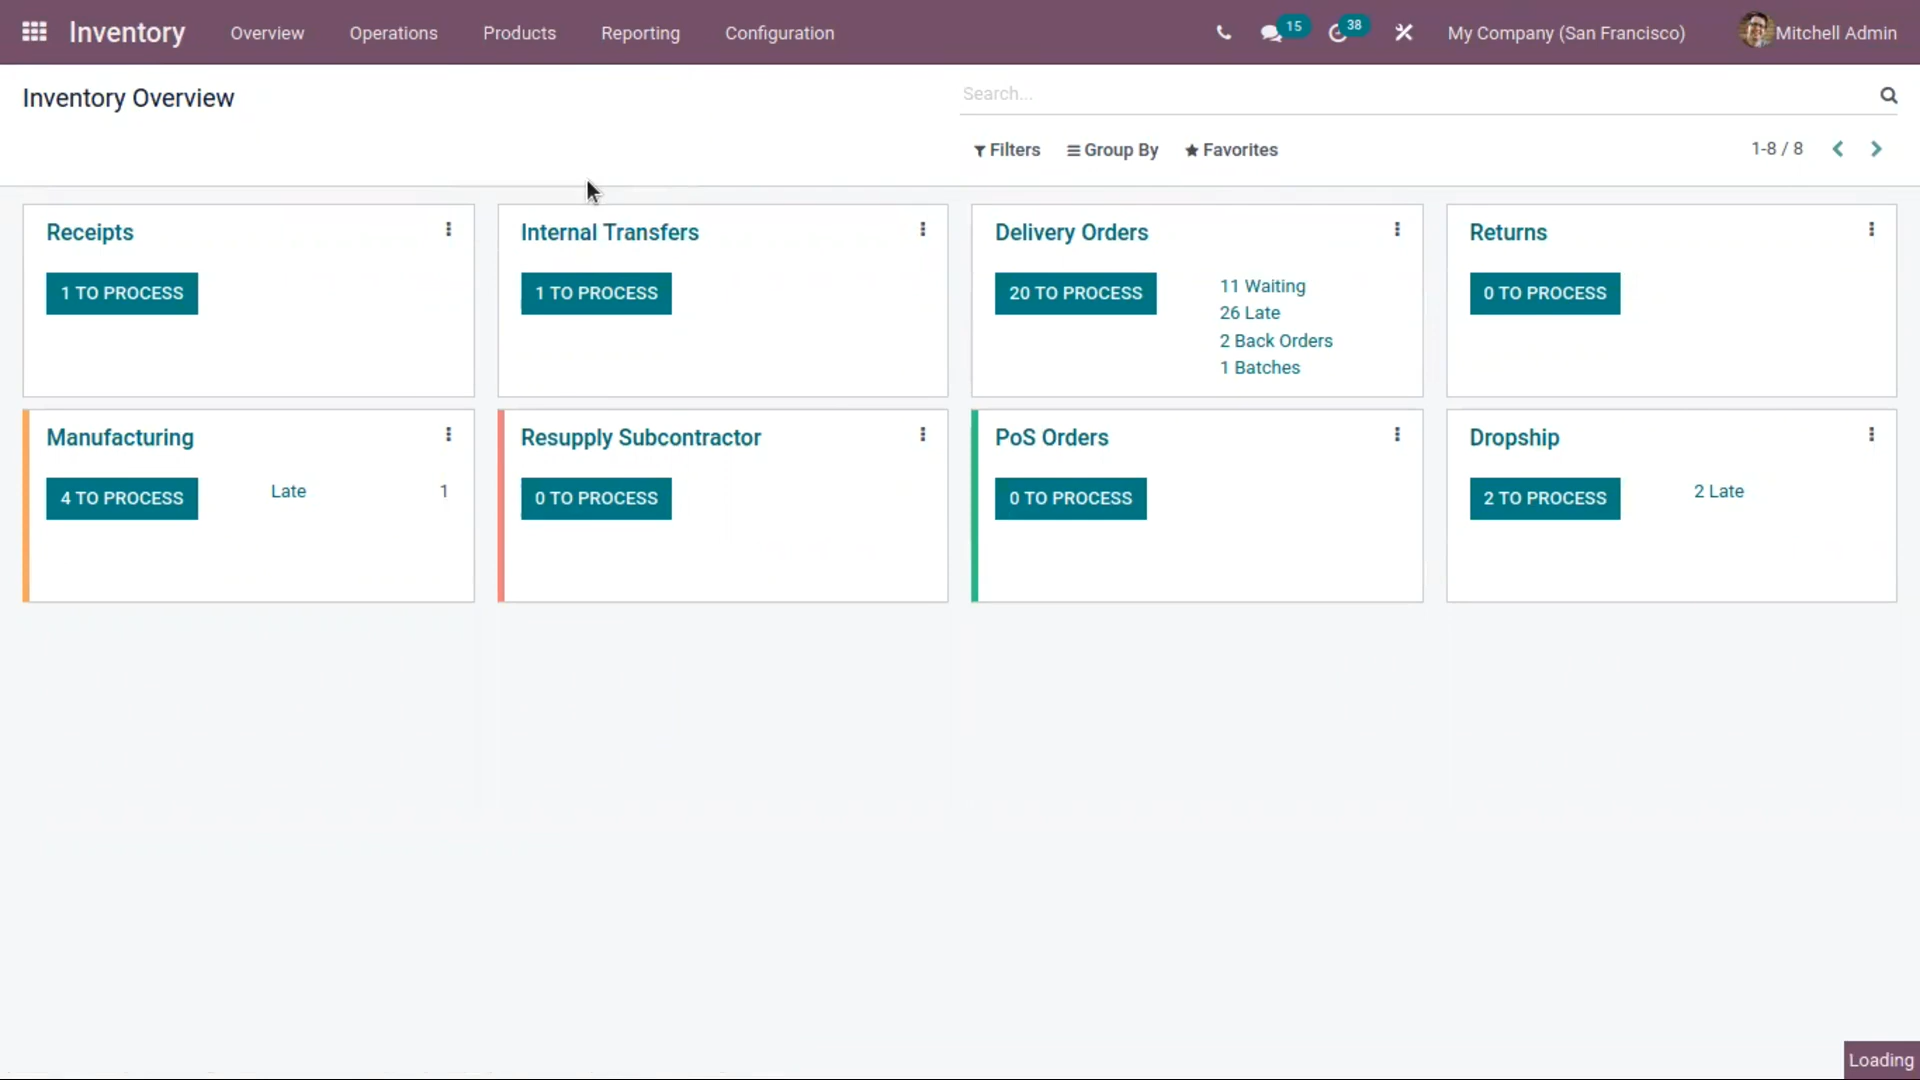 Inventory Overview Operations Products Reporting Configuration 15 38 My Company (San Francisco) Mitchell Admin
Inventory Overview
Search...
Filters Group By Favorites 1-8 / 8
Receipts
1 TO PROCESS
Internal Transfers
1 TO PROCESS
Delivery Orders
20 TO PROCESS
11 Waiting
26 Late
2 Back Orders
1 Batches
Returns
0 TO PROCESS
Manufacturing
4 TO PROCESS Late 1
Resupply Subcontractor
0 TO PROCESS
PoS Orders
0 TO PROCESS
Dropship
2 TO PROCESS 2 Late
Loading